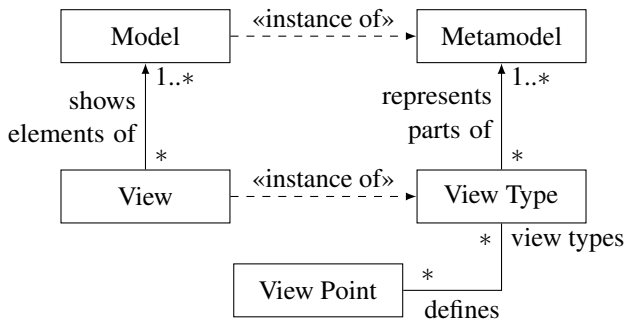 Model «instance of» Metamodel
1..* 1..*
shows represents
elements of parts of
* *
View «instance of» View Type
* view types
View Point *
defines